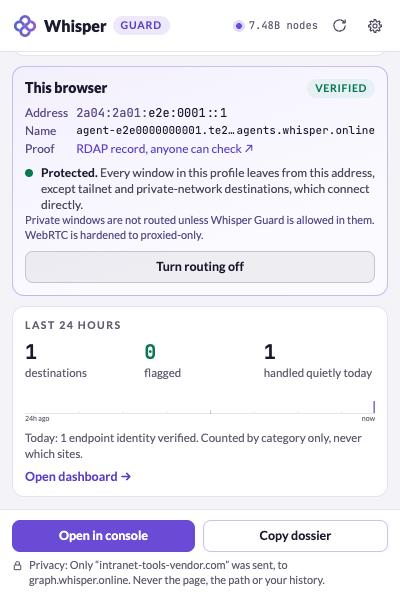 Whisper GUARD 7.48B nodes
This browser VERIFIED
Address 2a04:2a01:e2e:0001::1
Name agent-e2e0000000001.te2…agents.whisper.online
Proof RDAP record, anyone can check ↗
Protected. Every window in this profile leaves from this address,
except tailnet and private-network destinations, which connect
directly.
Private windows are not routed unless Whisper Guard is allowed in them.
WebRTC is hardened to proxied-only.
Turn routing off
LAST 24 HOURS
1 0 1
destinations flagged handled quietly today
24h ago now
Today: 1 endpoint identity verified. Counted by category only, never
which sites.
Open dashboard →
Open in console Copy dossier
Privacy: Only “intranet-tools-vendor.com” was sent, to
graph.whisper.online. Never the page, the path or your history.